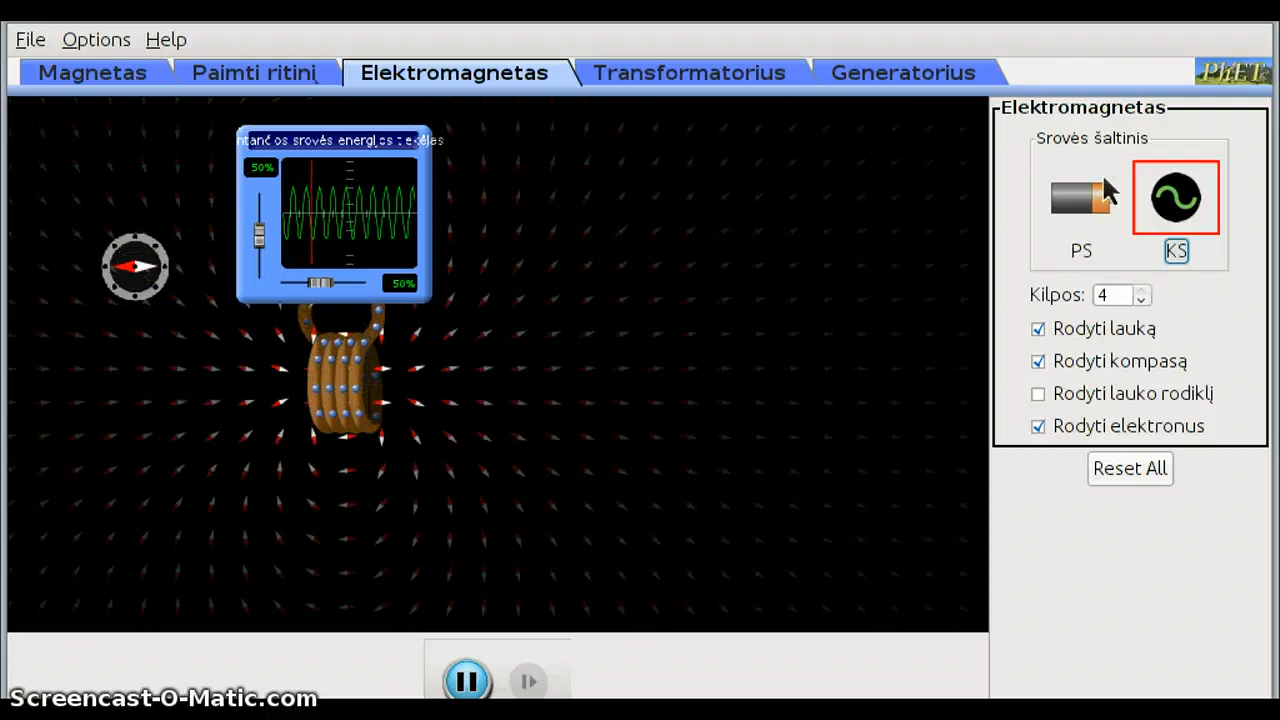 File Options Help
Magnetas Paimti ritinį Elektromagnetas Transformatorius Generatorius PhET
Elektromagnetas
Srovės šaltinis
50%
50%
PS KS
Kilpos: 4
Rodyti lauką
Rodyti kompasą
Rodyti lauko rodiklį
Rodyti elektronus
Reset All
Screencast-O-Matic.com